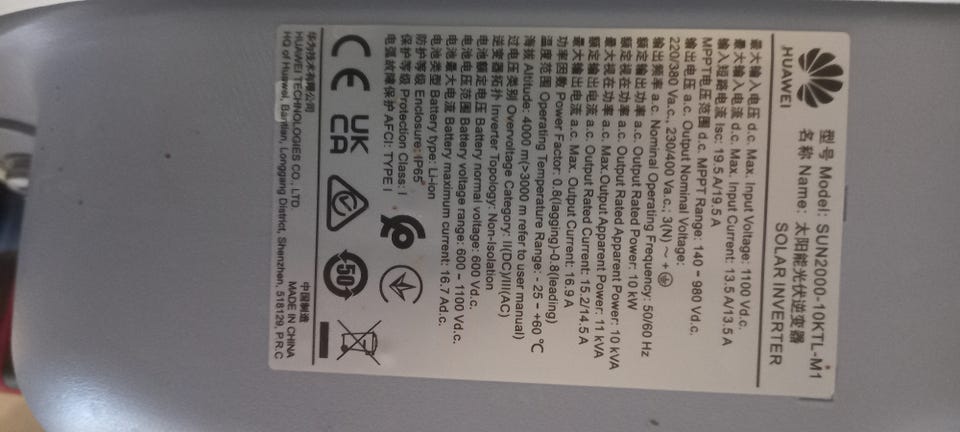 HUAWEI
型号 Model: SUN2000-10KTL-M1
名称 Name: 太阳能光伏逆变器
SOLAR INVERTER
最大输入电压 d.c. Max. Input Voltage: 1100 Vd.c.
最大输入电流 d.c. Max. Input Current: 13.5 A/13.5 A
输入短路电流 Isc: 19.5 A/19.5 A
MPPT电压范围 d.c. MPPT Range: 140 - 980 Vd.c.
输出电压 a.c. Output Nominal Voltage:
220/380 Va.c., 230/400 Va.c.; 3(N) ~ + ⏚
输出频率 a.c. Nominal Operating Frequency: 50/60 Hz
额定输出功率 a.c. Output Rated Power: 10 kW
额定视在功率 a.c. Output Rated Apparent Power: 10 kVA
最大视在功率 a.c. Max. Output Apparent Power: 11 kVA
额定输出电流 a.c. Output Rated Current: 15.2/14.5 A
最大输出电流 a.c. Max. Output Current: 16.9 A
功率因数 Power Factor: 0.8(lagging)-0.8(leading)
温度范围 Operating Temperature Range: - 25 - +60 ℃
海拔 Altitude: 4000 m(>3000 m refer to user manual)
过电压类别 Overvoltage Category: II(DC)/III(AC)
逆变器拓扑 Inverter Topology: Non-Isolation
电池额定电压 Battery normal voltage: 600 Vd.c.
电池电压范围 Battery voltage range: 600 – 1100 Vd.c.
电池最大电流 Battery maximum current: 16.7 Ad.c.
电池类型 Battery type: Li-ion
防护等级 Enclosure: IP65
保护等级 Protection Class: I
电弧故障保护 AFCI: TYPE I
CE UK CA 50
华为技术有限公司 中国制造
HUAWEI TECHNOLOGIES CO., LTD MADE IN CHINA
HQ of Huawei, Bantian, Longgang District, Shenzhen, 518129, P.R.C